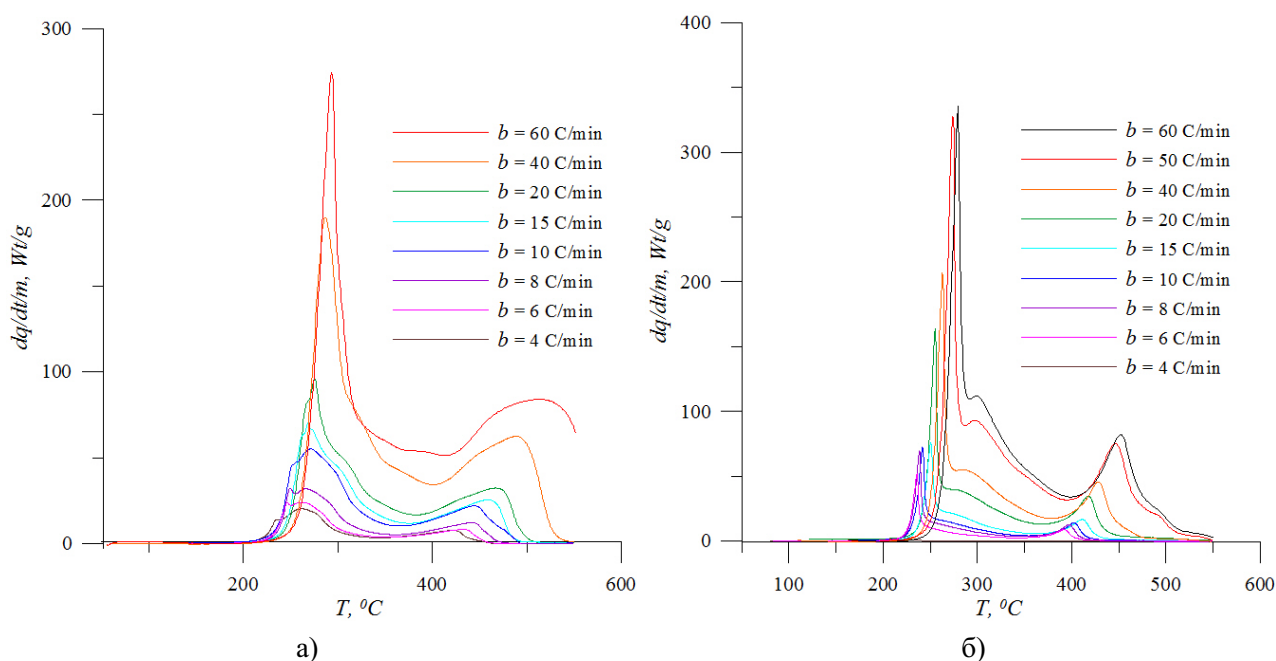 300
200
100
0
dq/dt/m, Wt/g
b = 60 C/min
b = 40 C/min
b = 20 C/min
b = 15 C/min
b = 10 C/min
b = 8 C/min
b = 6 C/min
b = 4 C/min
200 400 600
T, ⁰C
а)
400
300
200
100
0
dq/dt/m, Wt/g
b = 60 C/min
b = 50 C/min
b = 40 C/min
b = 20 C/min
b = 15 C/min
b = 10 C/min
b = 8 C/min
b = 6 C/min
b = 4 C/min
100 200 300 400 500 600
T, ⁰C
б)